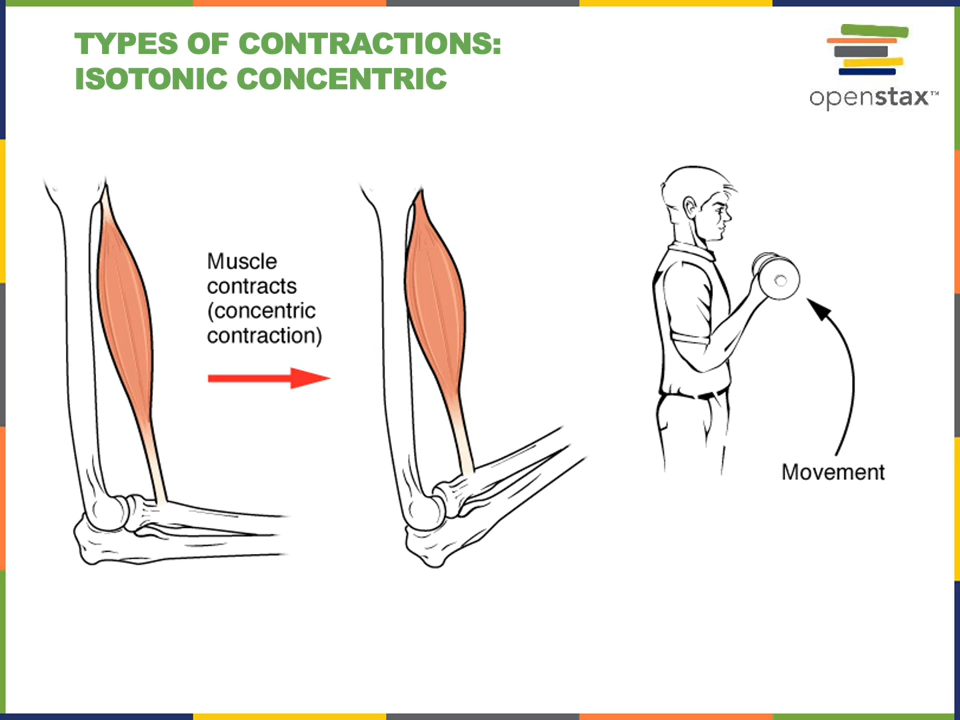 TYPES OF CONTRACTIONS:
ISOTONIC CONCENTRIC
openstax™
Muscle
contracts
(concentric
contraction)
Movement